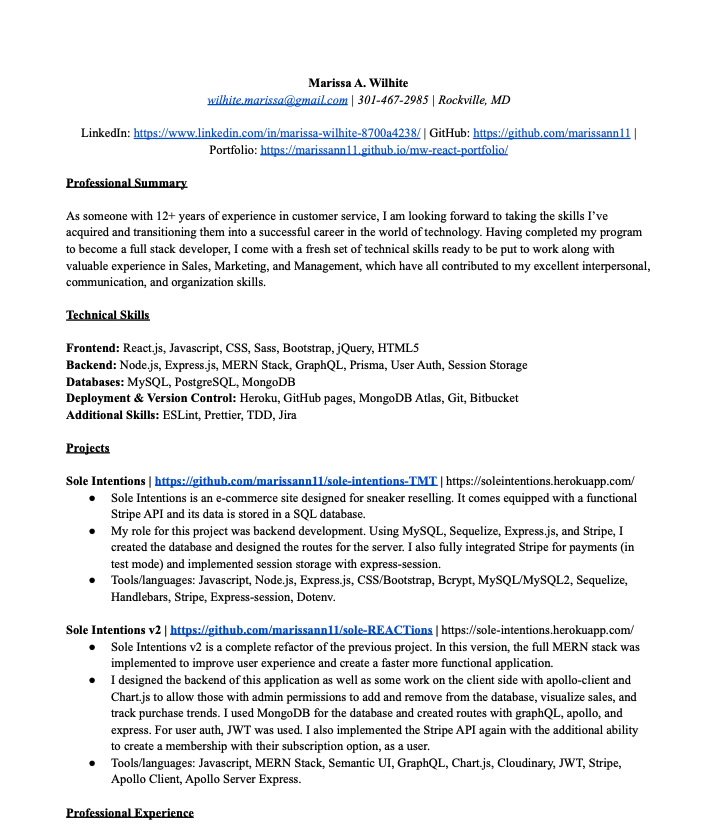 Marissa A. Wilhite
wilhite.marissa@gmail.com | 301-467-2985 | Rockville, MD
LinkedIn: https://www.linkedin.com/in/marissa-wilhite-8700a4238/ | GitHub: https://github.com/marissann11 |
Portfolio: https://marissann11.github.io/mw-react-portfolio/
Professional Summary
As someone with 12+ years of experience in customer service, I am looking forward to taking the skills I've
acquired and transitioning them into a successful career in the world of technology. Having completed my program
to become a full stack developer, I come with a fresh set of technical skills ready to be put to work along with
valuable experience in Sales, Marketing, and Management, which have all contributed to my excellent interpersonal,
communication, and organization skills.
Technical Skills
Frontend: React.js, Javascript, CSS, Sass, Bootstrap, jQuery, HTML5
Backend: Node.js, Express.js, MERN Stack, GraphQL, Prisma, User Auth, Session Storage
Databases: MySQL, PostgreSQL, MongoDB
Deployment & Version Control: Heroku, GitHub pages, MongoDB Atlas, Git, Bitbucket
Additional Skills: ESLint, Prettier, TDD, Jira
Projects
Sole Intentions | https://github.com/marissann11/sole-intentions-TMT | https://soleintentions.herokuapp.com/
● Sole Intentions is an e-commerce site designed for sneaker reselling. It comes equipped with a functional
Stripe API and its data is stored in a SQL database.
● My role for this project was backend development. Using MySQL, Sequelize, Express.js, and Stripe, I
created the database and designed the routes for the server. I also fully integrated Stripe for payments (in
test mode) and implemented session storage with express-session.
● Tools/languages: Javascript, Node.js, Express.js, CSS/Bootstrap, Bcrypt, MySQL/MySQL2, Sequelize,
Handlebars, Stripe, Express-session, Dotenv.
Sole Intentions v2 | https://github.com/marissann11/sole-REACTions | https://sole-intentions.herokuapp.com/
● Sole Intentions v2 is a complete refactor of the previous project. In this version, the full MERN stack was
implemented to improve user experience and create a faster more functional application.
● I designed the backend of this application as well as some work on the client side with apollo-client and
Chart.js to allow those with admin permissions to add and remove from the database, visualize sales, and
track purchase trends. I used MongoDB for the database and created routes with graphQL, apollo, and
express. For user auth, JWT was used. I also implemented the Stripe API again with the additional ability
to create a membership with their subscription option, as a user.
● Tools/languages: Javascript, MERN Stack, Semantic UI, GraphQL, Chart.js, Cloudinary, JWT, Stripe,
Apollo Client, Apollo Server Express.
Professional Experience